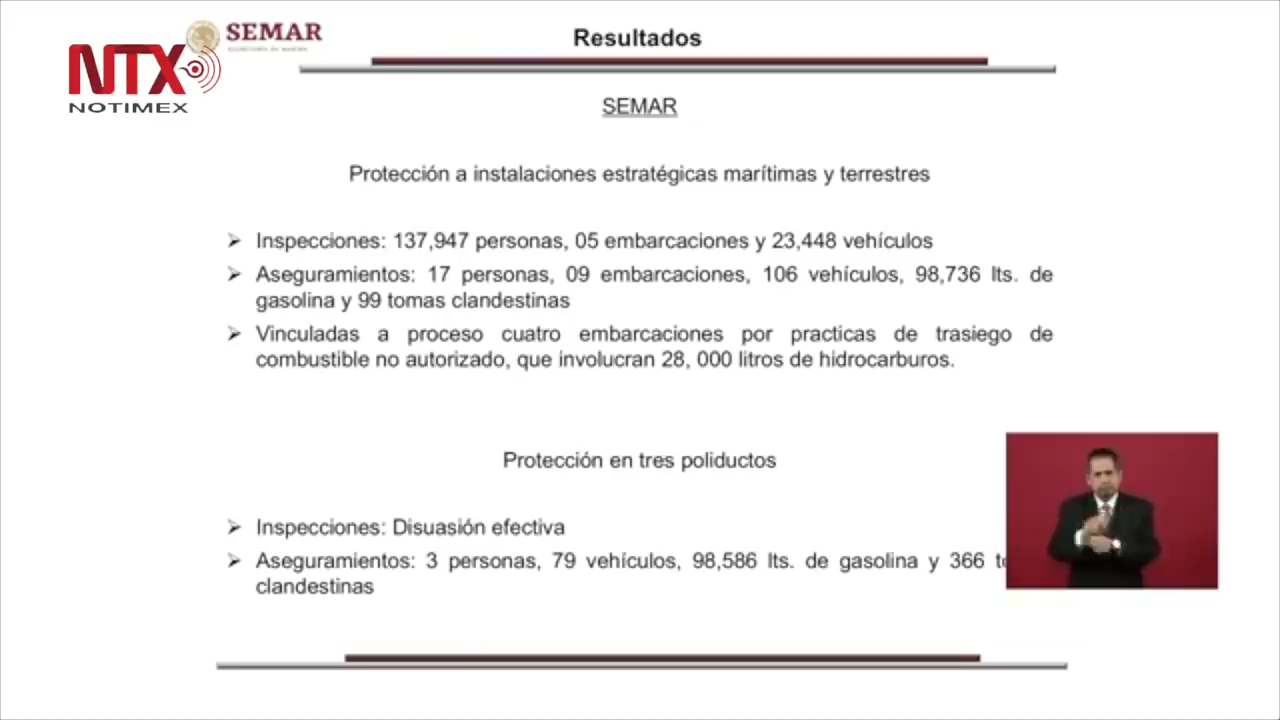 SEMAR
Resultados
NTX
NOTIMEX
SEMAR
Protección a instalaciones estratégicas marítimas y terrestres
Inspecciones: 137,947 personas, 05 embarcaciones y 23,448 vehículos
Aseguramientos: 17 personas, 09 embarcaciones, 106 vehículos, 98,736 lts. de
gasolina y 99 tomas clandestinas
Vinculadas a proceso cuatro embarcaciones por practicas de trasiego de
combustible no autorizado, que involucran 28, 000 litros de hidrocarburos.
Protección en tres poliductos
Inspecciones: Disuasión efectiva
Aseguramientos: 3 personas, 79 vehículos, 98,586 lts. de gasolina y 366
clandestinas